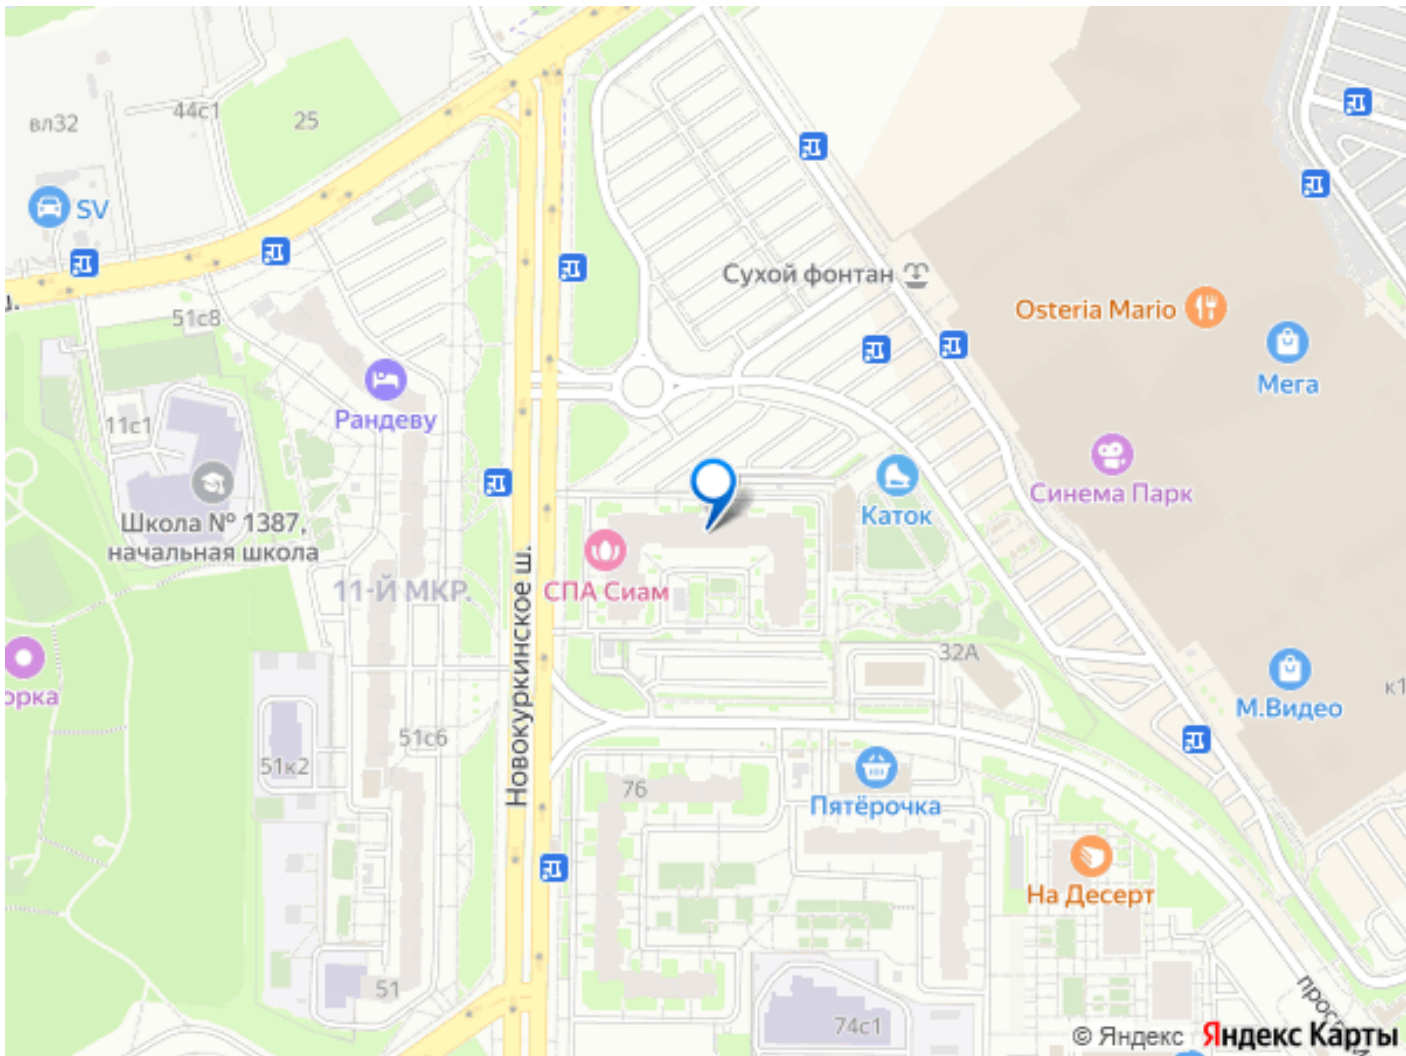 44с1
25
вл32
SV
Сухой фонтан
Osteria Mario
51с8
Мега
Рандеву
11с1
Синема Парк
Каток
Школа № 1387,
начальная школа
11-Й МКР.
СПА Сиам
Новокуркинское ш.
32А
М.Видео
51с6
51к2
76
Пятёрочка
На Десерт
51
74с1
© Яндекс Яндекс Карты